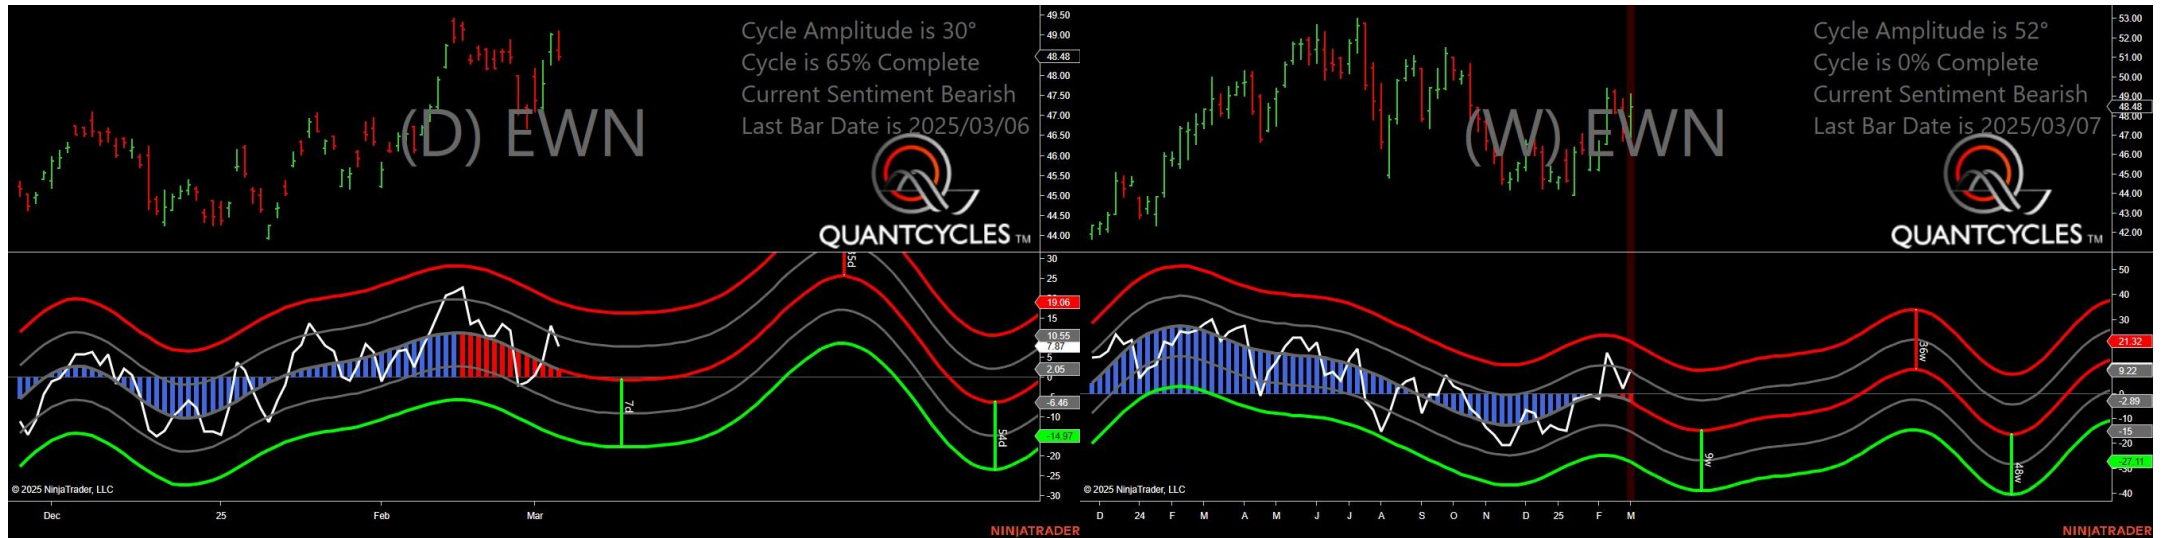 Cycle Amplitude is 30°
Cycle is 65% Complete
Current Sentiment Bearish
Last Bar Date is 2025/03/06
(D) EWN
QUANTCYCLES TM
49.50
49.00
48.48
48.00
47.50
47.00
46.50
46.00
45.50
45.00
44.50
44.00
35d
7d
54d
30
25
19.06
15
10.55
7.87
5
2.05
0
-6.46
-10
-14.97
-20
-25
-30
© 2025 NinjaTrader, LLC
Dec
25
Feb
Mar
NINJATRADER
Cycle Amplitude is 52°
Cycle is 0% Complete
Current Sentiment Bearish
Last Bar Date is 2025/03/07
(W) EWN
QUANTCYCLES TM
53.00
52.00
51.00
50.00
49.00
48.48
48.00
47.00
46.00
45.00
44.00
43.00
42.00
36w
9w
48w
50
40
30
21.32
9.22
-2.89
-10
-15
-20
-27.11
-40
© 2025 NinjaTrader, LLC
D
24
F
M
A
M
J
J
A
S
O
N
D
25
F
M
NINJATRADER